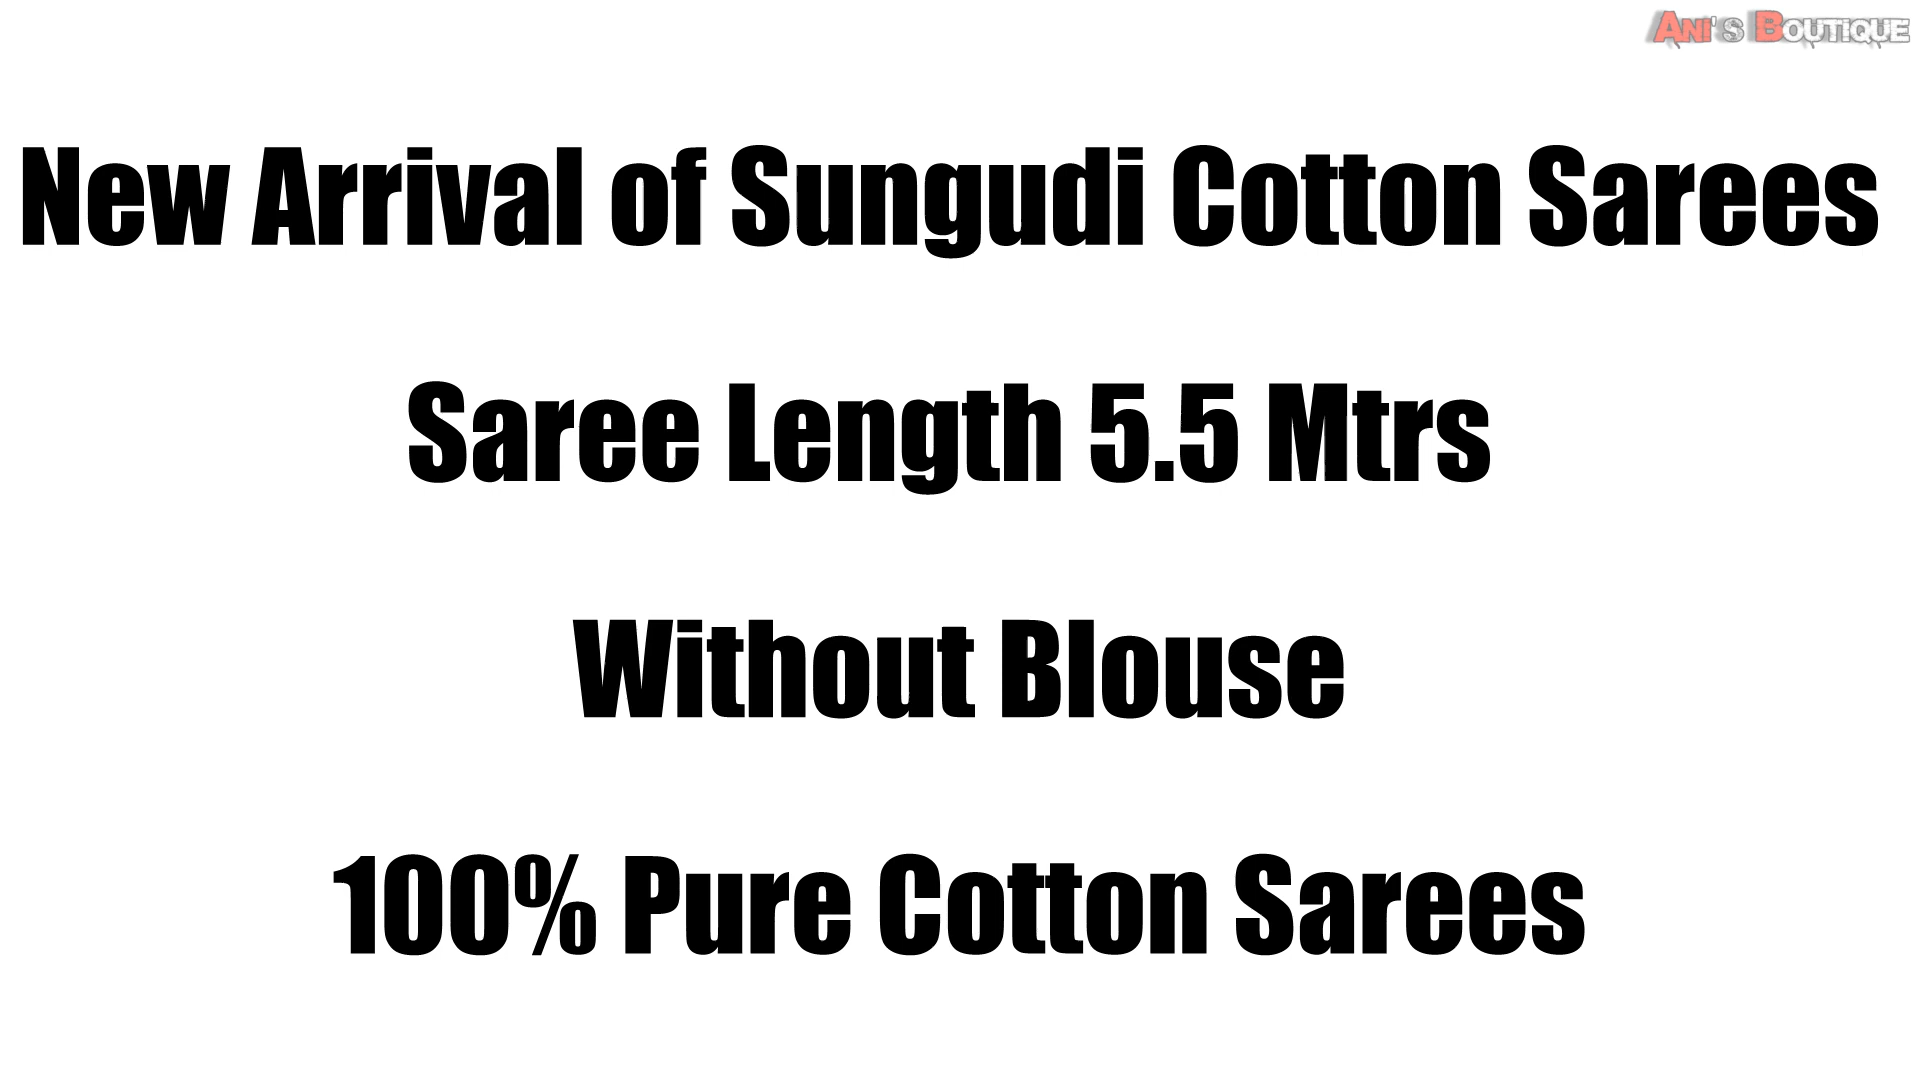 ANI'S BOUTIQUE
New Arrival of Sungudi Cotton Sarees
Saree Length 5.5 Mtrs
Without Blouse
100% Pure Cotton Sarees